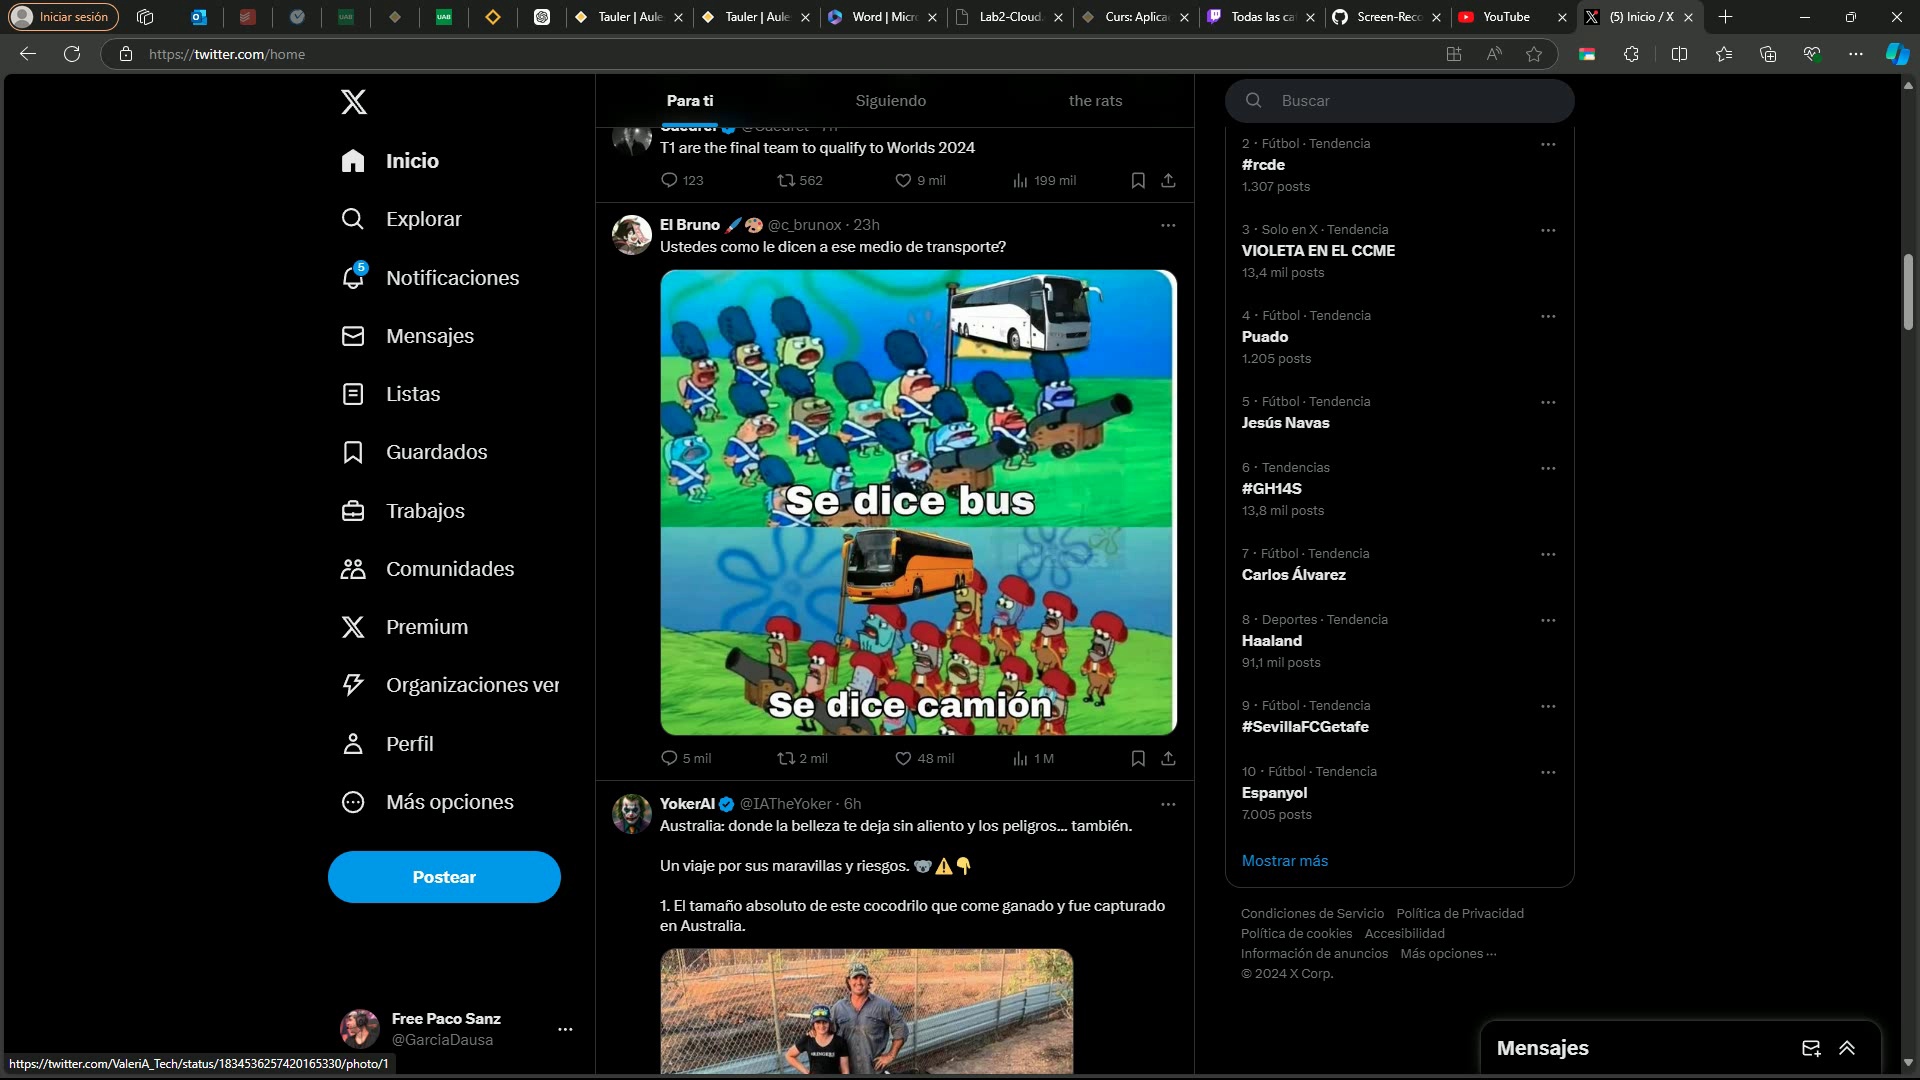 Iniciar sesión
Tauler | Aule
Tauler | Aule
Word | Micr
Lab2-Cloud
Curs: Aplica
Todas las ca
Screen-Reco
YouTube
(5) Inicio / X
https://twitter.com/home
Inicio
Explorar
5
Notificaciones
Mensajes
Listas
Guardados
Trabajos
Comunidades
Premium
Organizaciones ver
Perfil
Más opciones
Postear
Free Paco Sanz
@GarciaDausa
https://twitter.com/ValeriA_Tech/status/1834536257420165330/photo/1
Para ti
Siguiendo
the rats
T1 are the final team to qualify to Worlds 2024
123
562
9 mil
199 mil
El Bruno 🖌️🎨 @c_brunox · 23h
Ustedes como le dicen a ese medio de transporte?
Se dice bus
Se dice camión
5 mil
2 mil
48 mil
1 M
YokerAI @IATheYoker · 6h
Australia: donde la belleza te deja sin aliento y los peligros... también.
Un viaje por sus maravillas y riesgos. 🐨⚠️👇
1. El tamaño absoluto de este cocodrilo que come ganado y fue capturado
en Australia.
Buscar
2 · Fútbol · Tendencia
#rcde
1.307 posts
3 · Solo en X · Tendencia
VIOLETA EN EL CCME
13,4 mil posts
4 · Fútbol · Tendencia
Puado
1.205 posts
5 · Fútbol · Tendencia
Jesús Navas
6 · Tendencias
#GH14S
13,8 mil posts
7 · Fútbol · Tendencia
Carlos Álvarez
8 · Deportes · Tendencia
Haaland
91,1 mil posts
9 · Fútbol · Tendencia
#SevillaFCGetafe
10 · Fútbol · Tendencia
Espanyol
7.005 posts
Mostrar más
Condiciones de Servicio Política de Privacidad
Política de cookies Accesibilidad
Información de anuncios Más opciones ···
© 2024 X Corp.
Mensajes